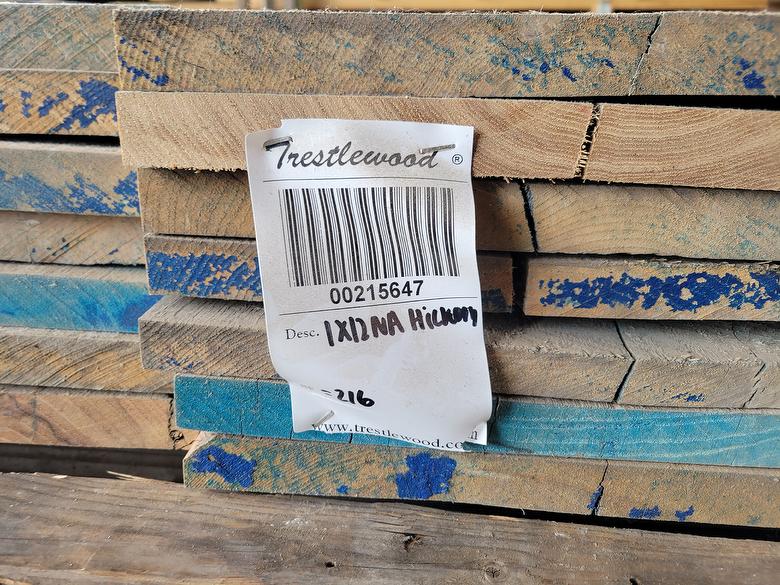 Trestlewood ®
00215647
Desc. 1X12 NA Hickory
=216
www.trestlewood.com